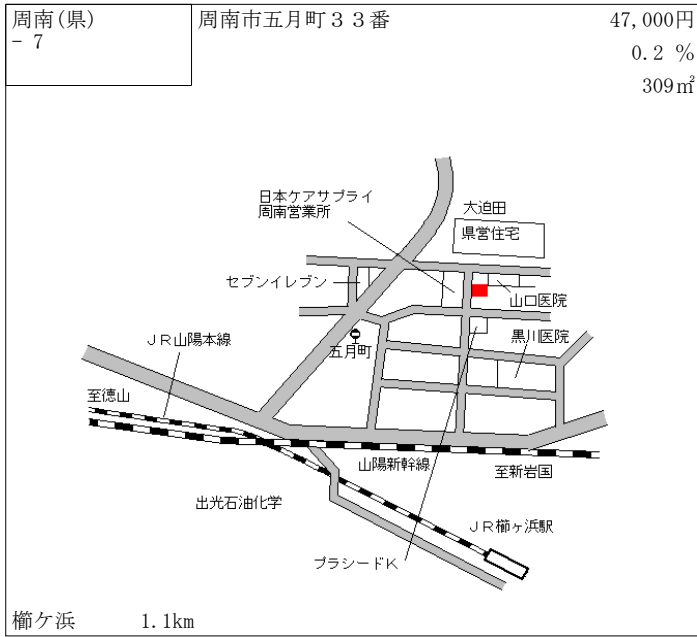 周南(県) 周南市五月町３３番 47,000円
－7 0.2 %
309㎡
日本ケアサプライ
周南営業所
大迫田
県営住宅
セブンイレブン
山口医院
黒川医院
ＪＲ山陽本線
五月町
至徳山
山陽新幹線
至新岩国
出光石油化学
ＪＲ櫛ヶ浜駅
プラシードK
櫛ケ浜 1.1km